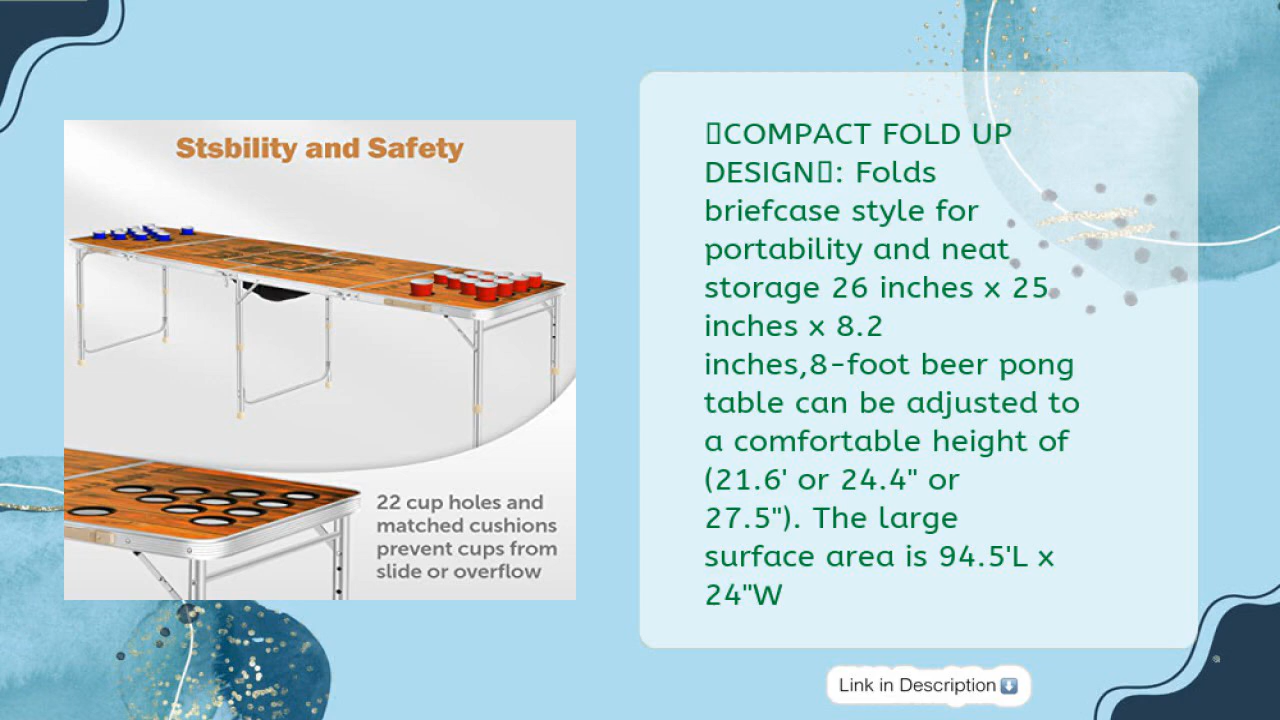 Stsbility and Safety
22 cup holes and
matched cushions
prevent cups from
slide or overflow
▯COMPACT FOLD UP
DESIGN▯: Folds
briefcase style for
portability and neat
storage 26 inches x 25
inches x 8.2
inches,8-foot beer pong
table can be adjusted to
a comfortable height of
(21.6' or 24.4" or
27.5"). The large
surface area is 94.5'L x
24"W
Link in Description⬇️